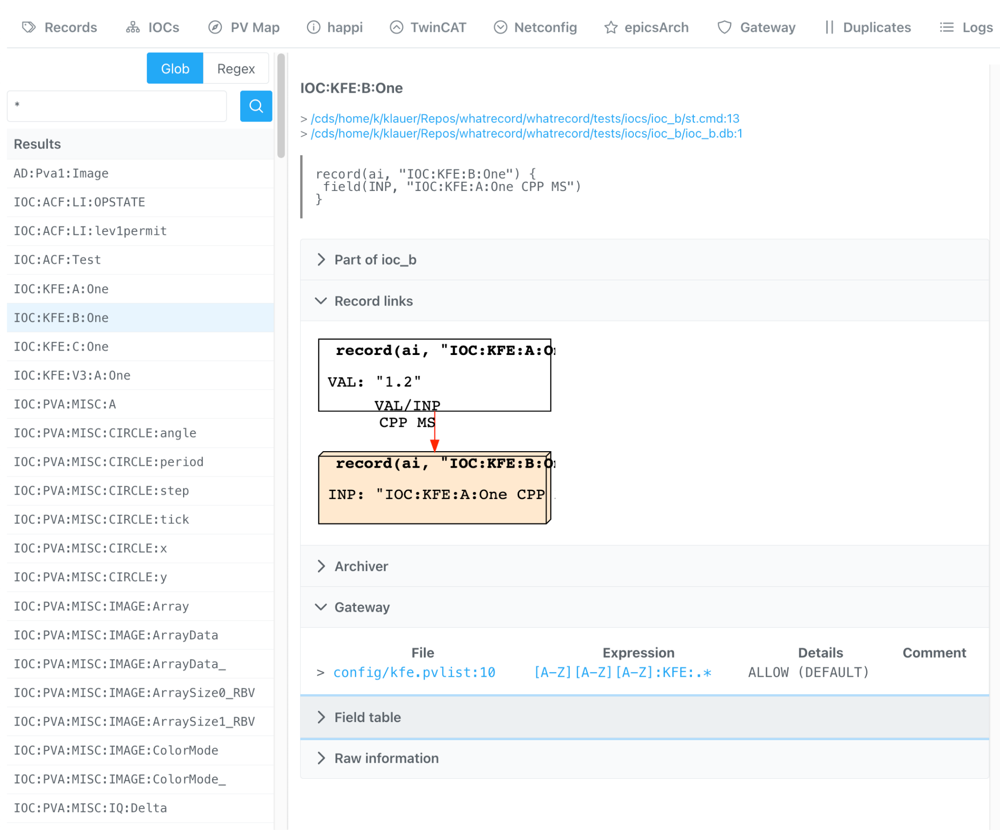 Records IOCs PV Map happi TwinCAT Netconfig epicsArch Gateway Duplicates Logs
Glob Regex
*
Results
AD:Pva1:Image
IOC:ACF:LI:OPSTATE
IOC:ACF:LI:lev1permit
IOC:ACF:Test
IOC:KFE:A:One
IOC:KFE:B:One
IOC:KFE:C:One
IOC:KFE:V3:A:One
IOC:PVA:MISC:A
IOC:PVA:MISC:CIRCLE:angle
IOC:PVA:MISC:CIRCLE:period
IOC:PVA:MISC:CIRCLE:step
IOC:PVA:MISC:CIRCLE:tick
IOC:PVA:MISC:CIRCLE:x
IOC:PVA:MISC:CIRCLE:y
IOC:PVA:MISC:IMAGE:Array
IOC:PVA:MISC:IMAGE:ArrayData
IOC:PVA:MISC:IMAGE:ArrayData_
IOC:PVA:MISC:IMAGE:ArraySize0_RBV
IOC:PVA:MISC:IMAGE:ArraySize1_RBV
IOC:PVA:MISC:IMAGE:ColorMode
IOC:PVA:MISC:IMAGE:ColorMode_
IOC:PVA:MISC:IQ:Delta
IOC:KFE:B:One
> /cds/home/k/klauer/Repos/whatrecord/whatrecord/tests/iocs/ioc_b/st.cmd:13
> /cds/home/k/klauer/Repos/whatrecord/whatrecord/tests/iocs/ioc_b/ioc_b.db:1
record(ai, "IOC:KFE:B:One") {
field(INP, "IOC:KFE:A:One CPP MS")
}
Part of ioc_b
Record links
record(ai, "IOC:KFE:A:O
VAL: "1.2"
VAL/INP
CPP MS
record(ai, "IOC:KFE:B:O
INP: "IOC:KFE:A:One CPP
Archiver
Gateway
File Expression Details Comment
> config/kfe.pvlist:10 [A-Z][A-Z][A-Z]:KFE:.* ALLOW (DEFAULT)
Field table
Raw information